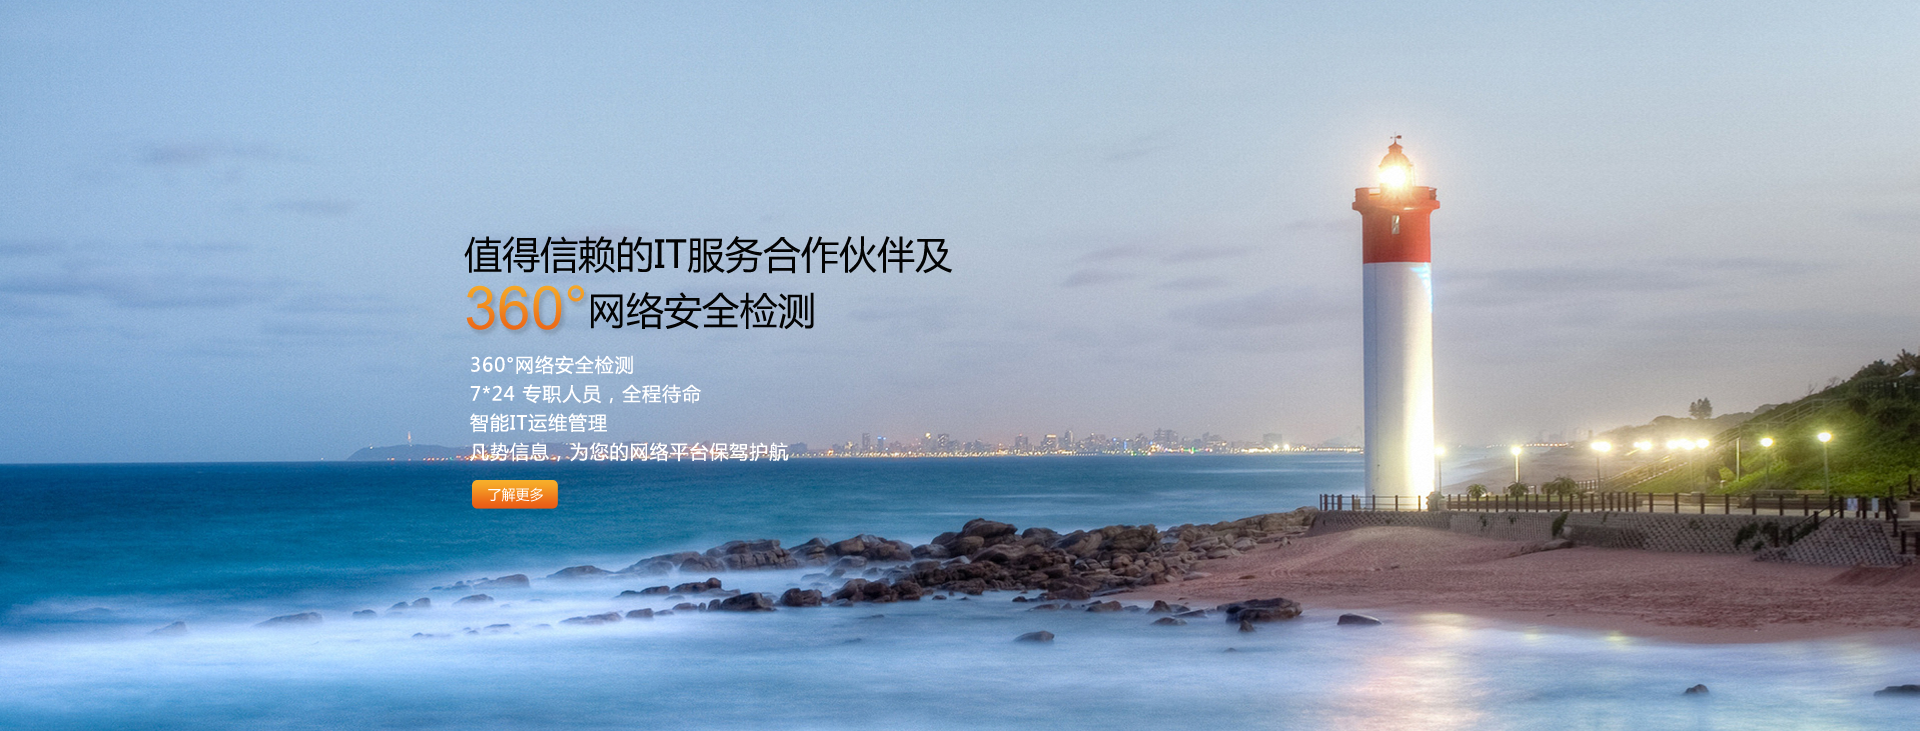 值得信赖的IT服务合作伙伴及
360°网络安全检测
360°网络安全检测
7*24 专职人员，全程待命
智能IT运维管理
凡势信息， 为您的网络平台保驾护航
了解更多